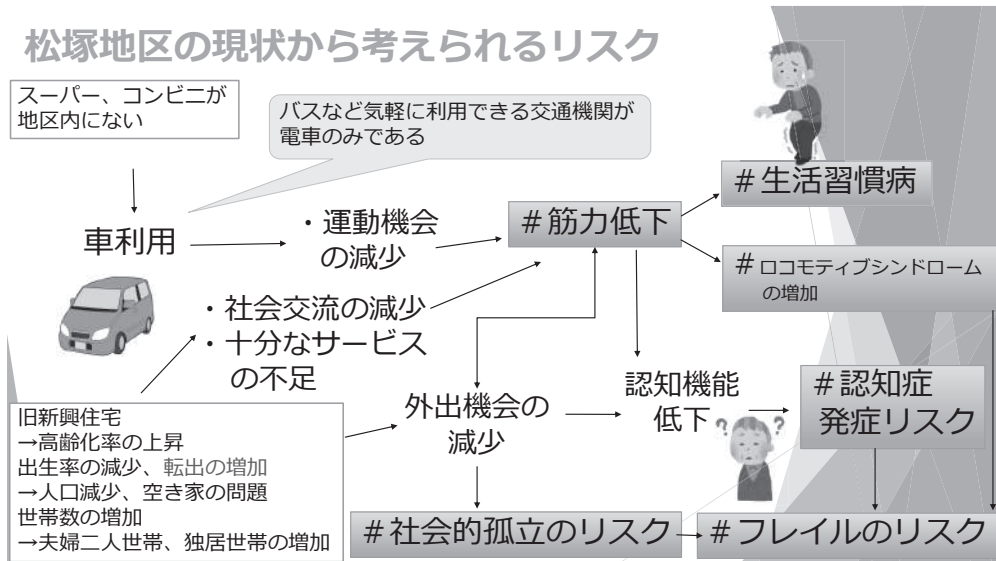 松塚地区の現状から考えられるリスク
スーパー、コンビニが
地区内にない
バスなど気軽に利用できる交通機関が
電車のみである
車利用
・運動機会
の減少
#筋力低下
#生活習慣病
#ロコモティブシンドローム
の増加
・社会交流の減少
・十分なサービス
の不足
旧新興住宅
→高齢化率の上昇
出生率の減少、転出の増加
→人口減少、空き家の問題
世帯数の増加
→夫婦二人世帯、独居世帯の増加
外出機会の
減少
認知機能
低下
? ?
#認知症
発症リスク
#社会的孤立のリスク
#フレイルのリスク